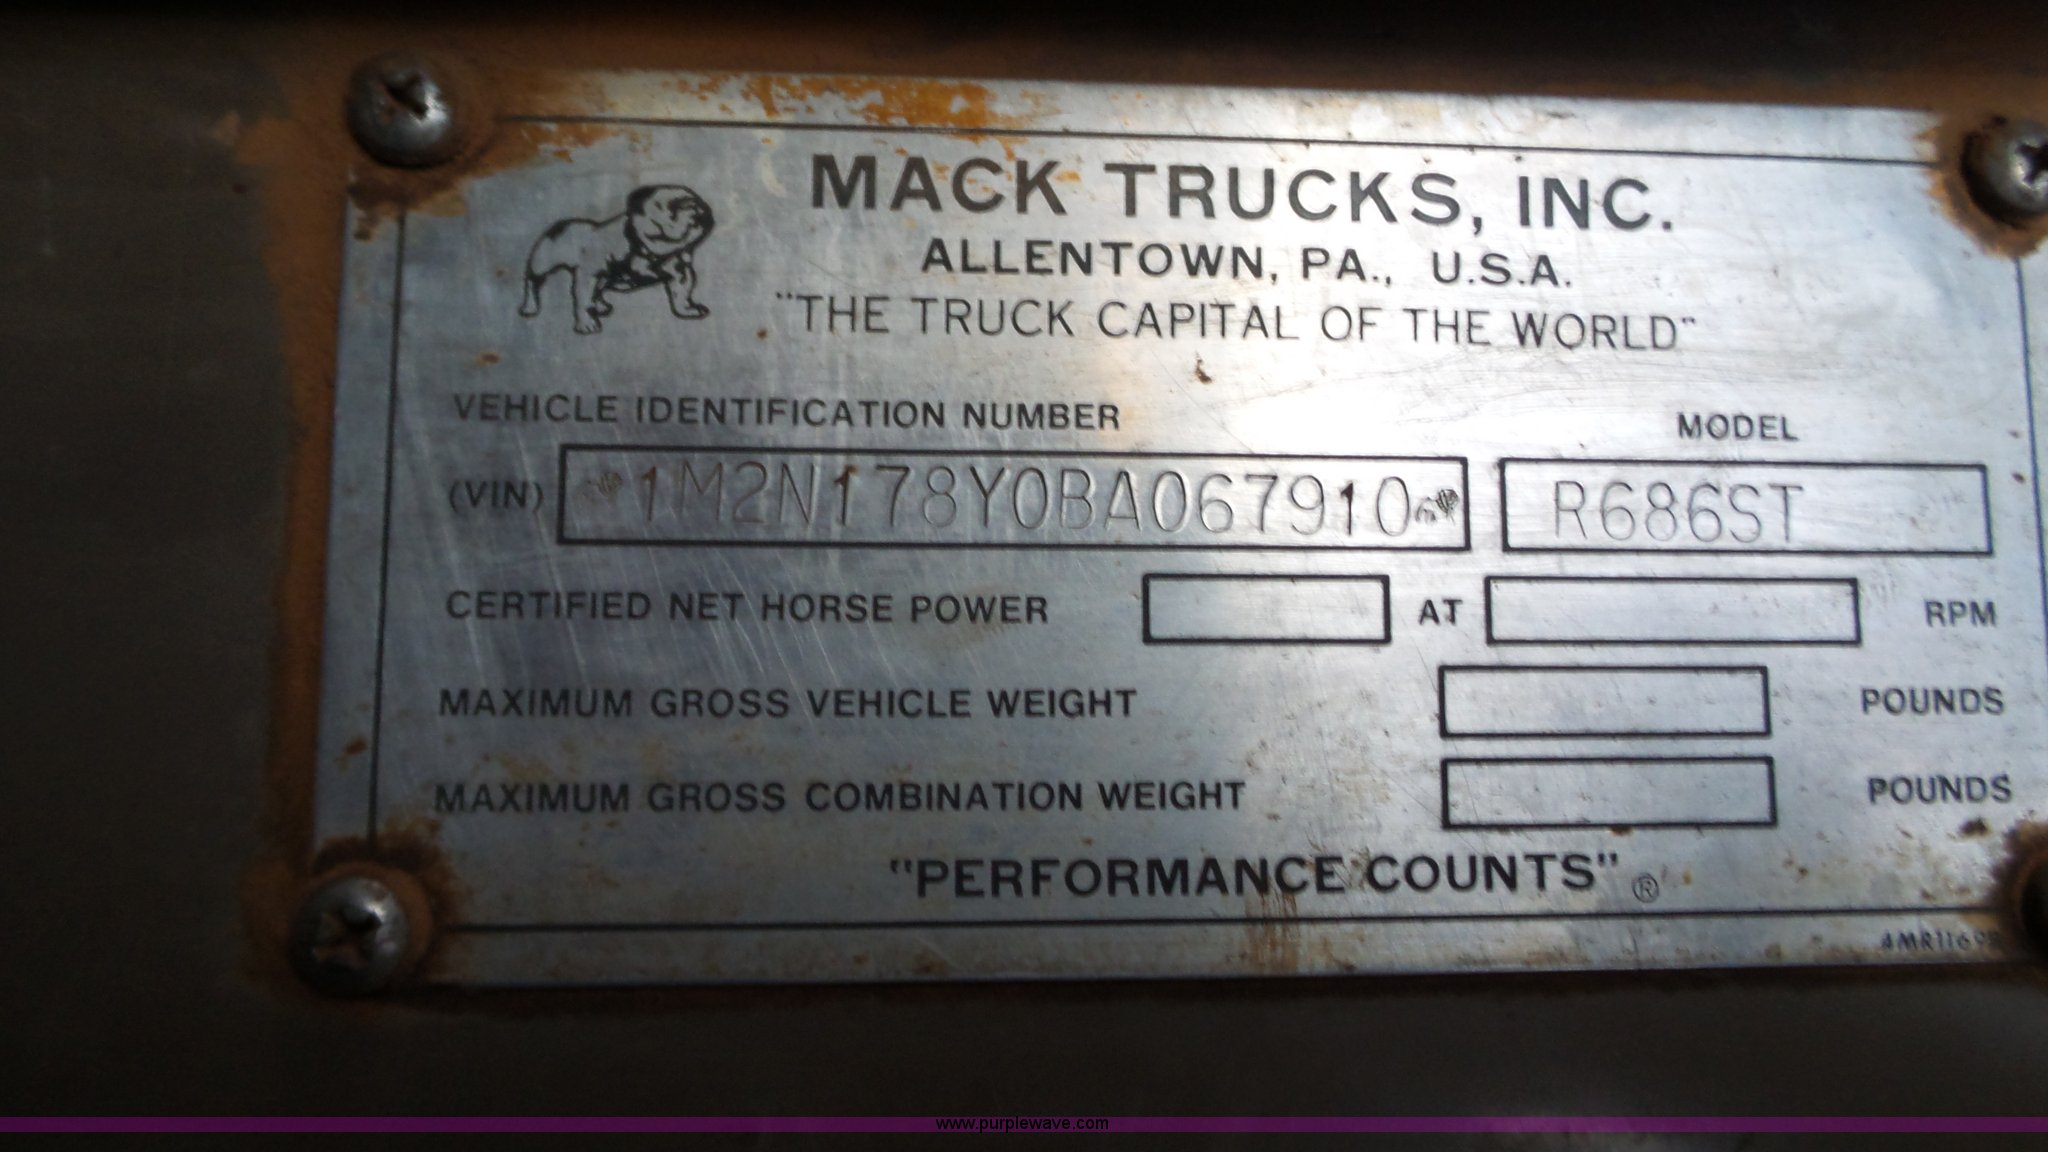 MACK TRUCKS, INC.
ALLENTOWN, PA., U.S.A.
"THE TRUCK CAPITAL OF THE WORLD"
VEHICLE IDENTIFICATION NUMBER
MODEL
(VIN) 1M2N178Y0BA067910 R686ST
CERTIFIED NET HORSE POWER AT RPM
MAXIMUM GROSS VEHICLE WEIGHT POUNDS
MAXIMUM GROSS COMBINATION WEIGHT POUNDS
"PERFORMANCE COUNTS" ®
www.purplewave.com